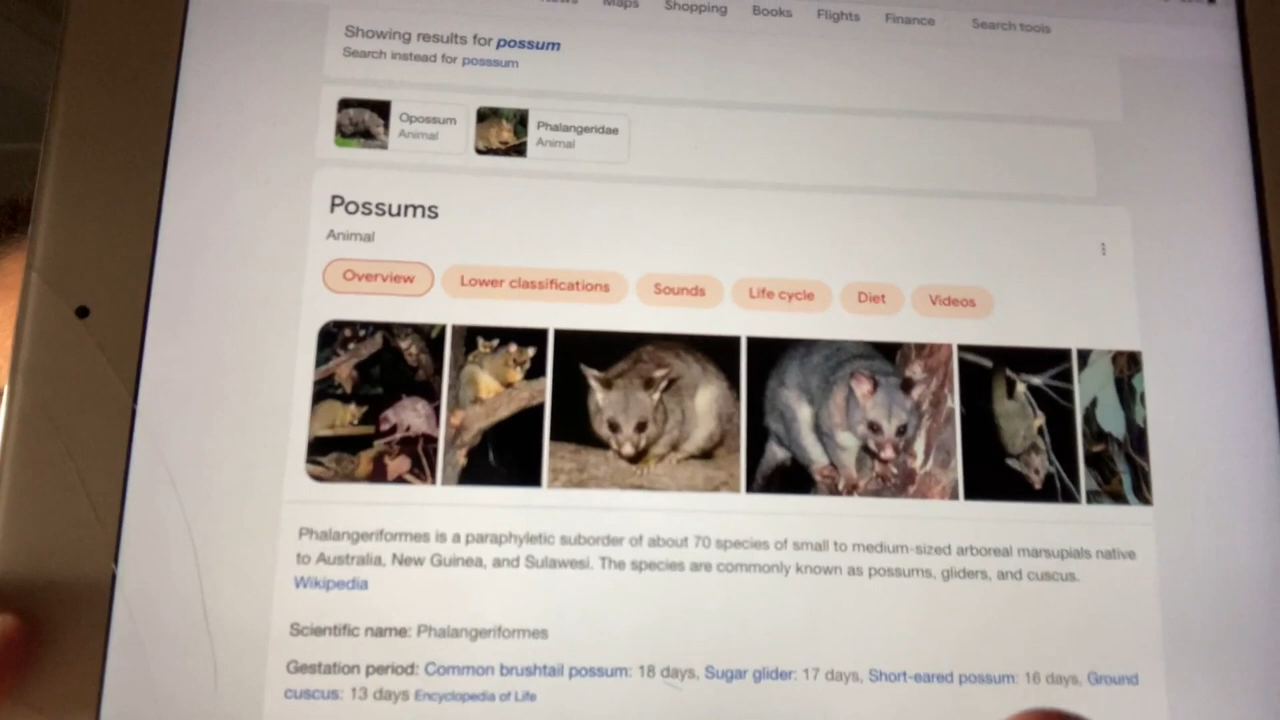 Maps Shopping Books Flights Finance Search tools
Showing results for possum
Search instead for posssum
Opossum
Animal
Phalangeridae
Animal
Possums
Animal
Overview Lower classifications Sounds Life cycle Diet Videos
Phalangeriformes is a paraphyletic suborder of about 70 species of small to medium-sized arboreal marsupials native
to Australia, New Guinea, and Sulawesi. The species are commonly known as possums, gliders, and cuscus.
Wikipedia
Scientific name: Phalangeriformes
Gestation period: Common brushtail possum: 18 days, Sugar glider: 17 days, Short-eared possum: 16 days, Ground
cuscus: 13 days Encyclopedia of Life